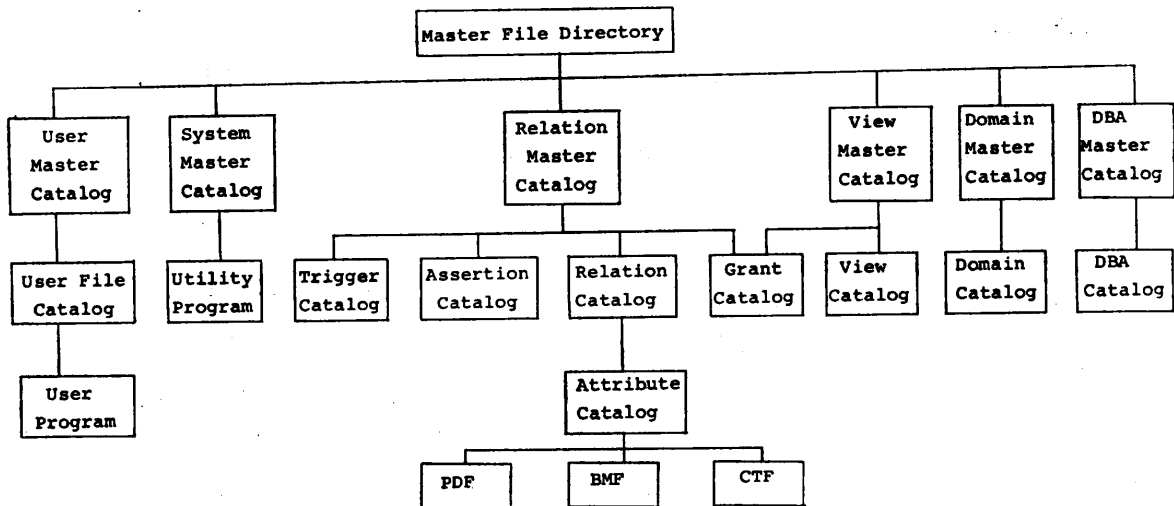 Master File Directory
User
Master
Catalog
System
Master
Catalog
Relation
Master
Catalog
View
Master
Catalog
Domain
Master
Catalog
DBA
Master
Catalog
User File
Catalog
Utility
Program
Trigger
Catalog
Assertion
Catalog
Relation
Catalog
Grant
Catalog
View
Catalog
Domain
Catalog
DBA
Catalog
User
Program
Attribute
Catalog
PDF
BMF
CTF